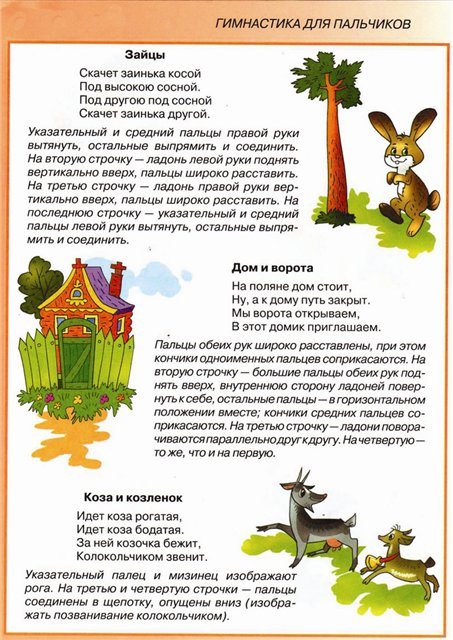 ГИМНАСТИКА ДЛЯ ПАЛЬЧИКОВ
Зайцы
Скачет заинька косой
Под высокою сосной.
Под другою под сосной
Скачет заинька другой.
Указательный и средний пальцы правой руки
вытянуть, остальные выпрямить и соединить.
На вторую строчку — ладонь левой руки поднять
вертикально вверх, пальцы широко расставить.
На третью строчку — ладонь правой руки вер-
тикально вверх, пальцы широко расставить. На
последнюю строчку — указательный и средний
пальцы левой руки вытянуть, остальные выпря-
мить и соединить.
Дом и ворота
На поляне дом стоит,
Ну, а к дому путь закрыт.
Мы ворота открываем,
В этот домик приглашаем.
Пальцы обеих рук широко расставлены, при этом
кончики одноименных пальцев соприкасаются. На
вторую строчку — большие пальцы обеих рук под-
нять вверх, внутреннюю сторону ладоней повер-
нуть к себе, остальные пальцы — в горизонтальном
положении вместе; кончики средних пальцев со-
прикасаются. На третью строчку — ладони повора-
чиваются параллельно друг к другу. На четвертую —
то же, что и на первую.
Коза и козленок
Идет коза рогатая,
Идет коза бодатая.
За ней козочка бежит,
Колокольчиком звенит.
Указательный палец и мизинец изображают
рога. На третью и четвертую строчки — пальцы
соединены в щепотку, опущены вниз (изобра-
жать позванивание колокольчиком).